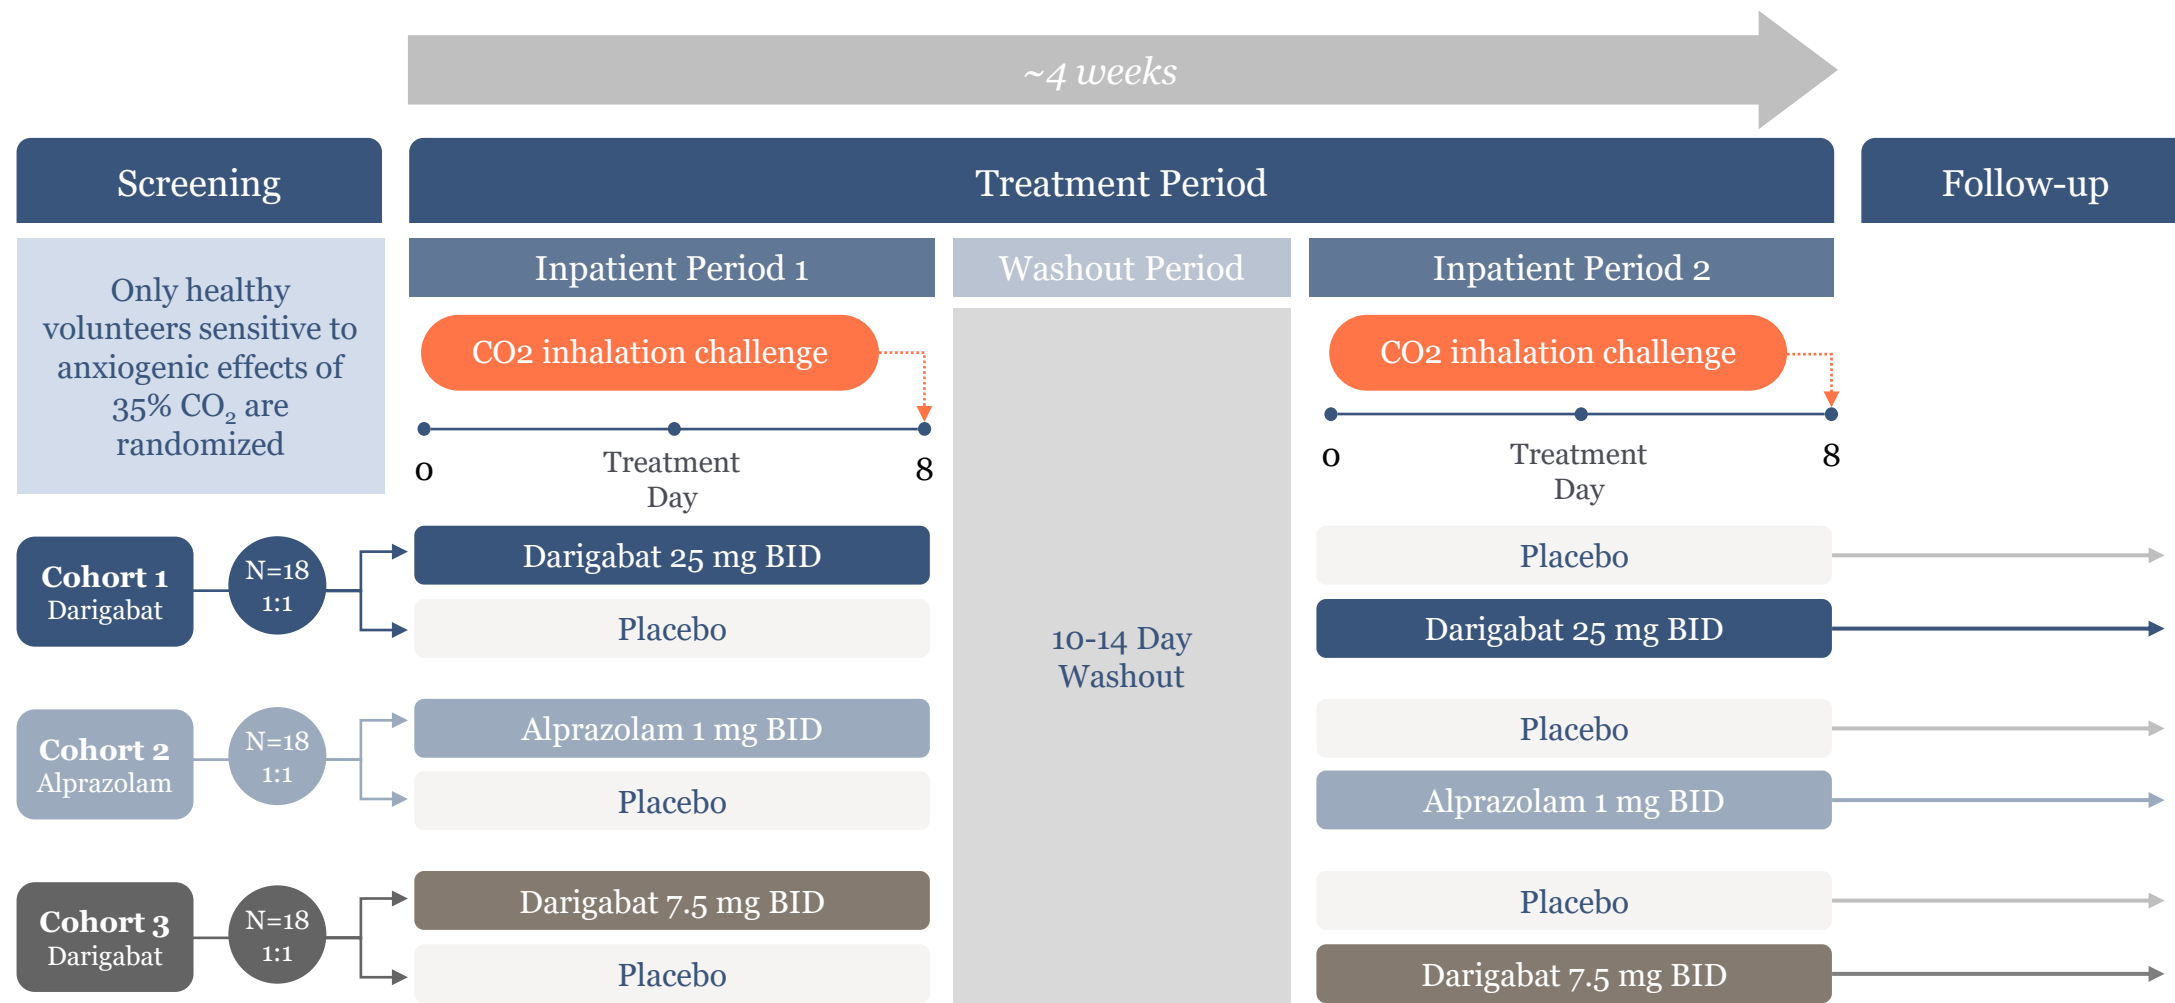 ~4 weeks
Screening
Treatment Period
Follow-up
Only healthy
volunteers sensitive to
anxiogenic effects of
35% CO₂ are
randomized
Inpatient Period 1
Washout Period
Inpatient Period 2
CO2 inhalation challenge
CO2 inhalation challenge
0
Treatment
Day
8
0
Treatment
Day
8
10-14 Day
Washout
Cohort 1
Darigabat
N=18
1:1
Darigabat 25 mg BID
Placebo
Placebo
Darigabat 25 mg BID
Cohort 2
Alprazolam
N=18
1:1
Alprazolam 1 mg BID
Placebo
Placebo
Alprazolam 1 mg BID
Cohort 3
Darigabat
N=18
1:1
Darigabat 7.5 mg BID
Placebo
Placebo
Darigabat 7.5 mg BID